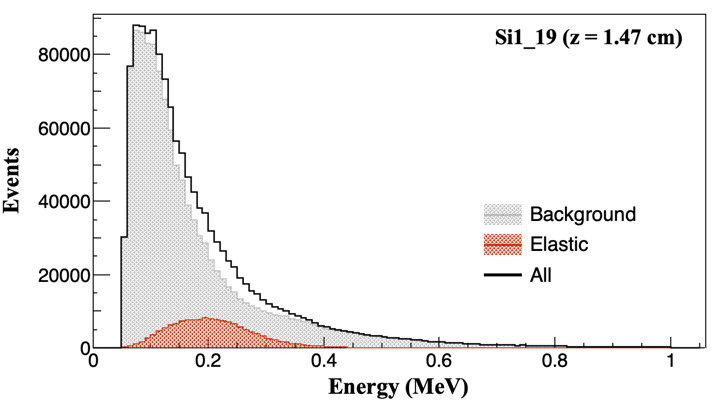 Si1_19 (z = 1.47 cm)
Events
80000
60000
40000
20000
0
Background
Elastic
All
0 0.2 0.4 0.6 0.8 1
Energy (MeV)